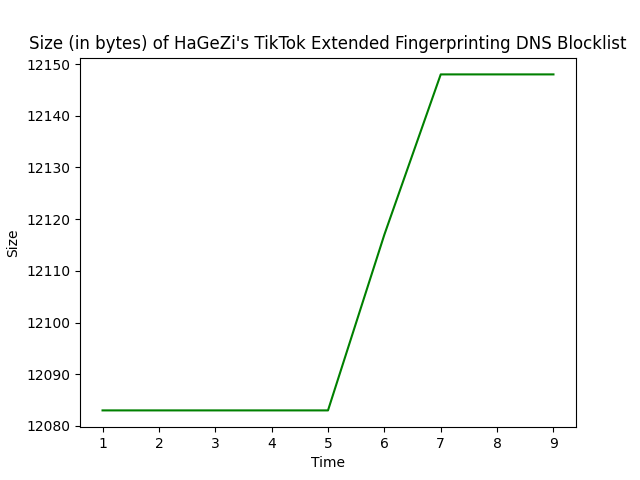 Size (in bytes) of HaGeZi's TikTok Extended Fingerprinting DNS Blocklist
12150
12140
12130
12120
12110
12100
12090
12080
Size
1 2 3 4 5 6 7 8 9
Time